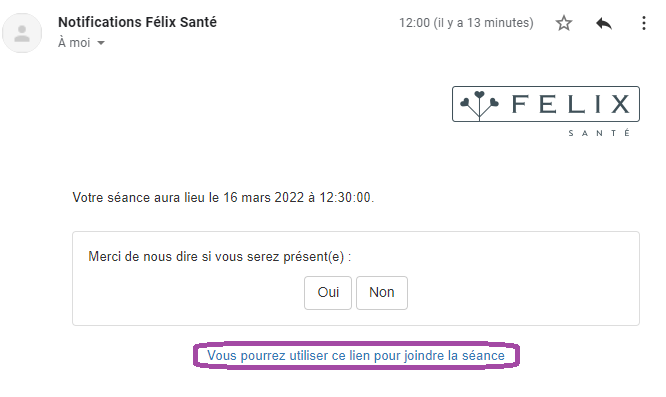 Notifications Félix Santé
12:00 (il y a 13 minutes)
À moi
FELIX
SANTÉ
Votre séance aura lieu le 16 mars 2022 à 12:30:00.
Merci de nous dire si vous serez présent(e) :
Oui Non
Vous pourrez utiliser ce lien pour joindre la séance